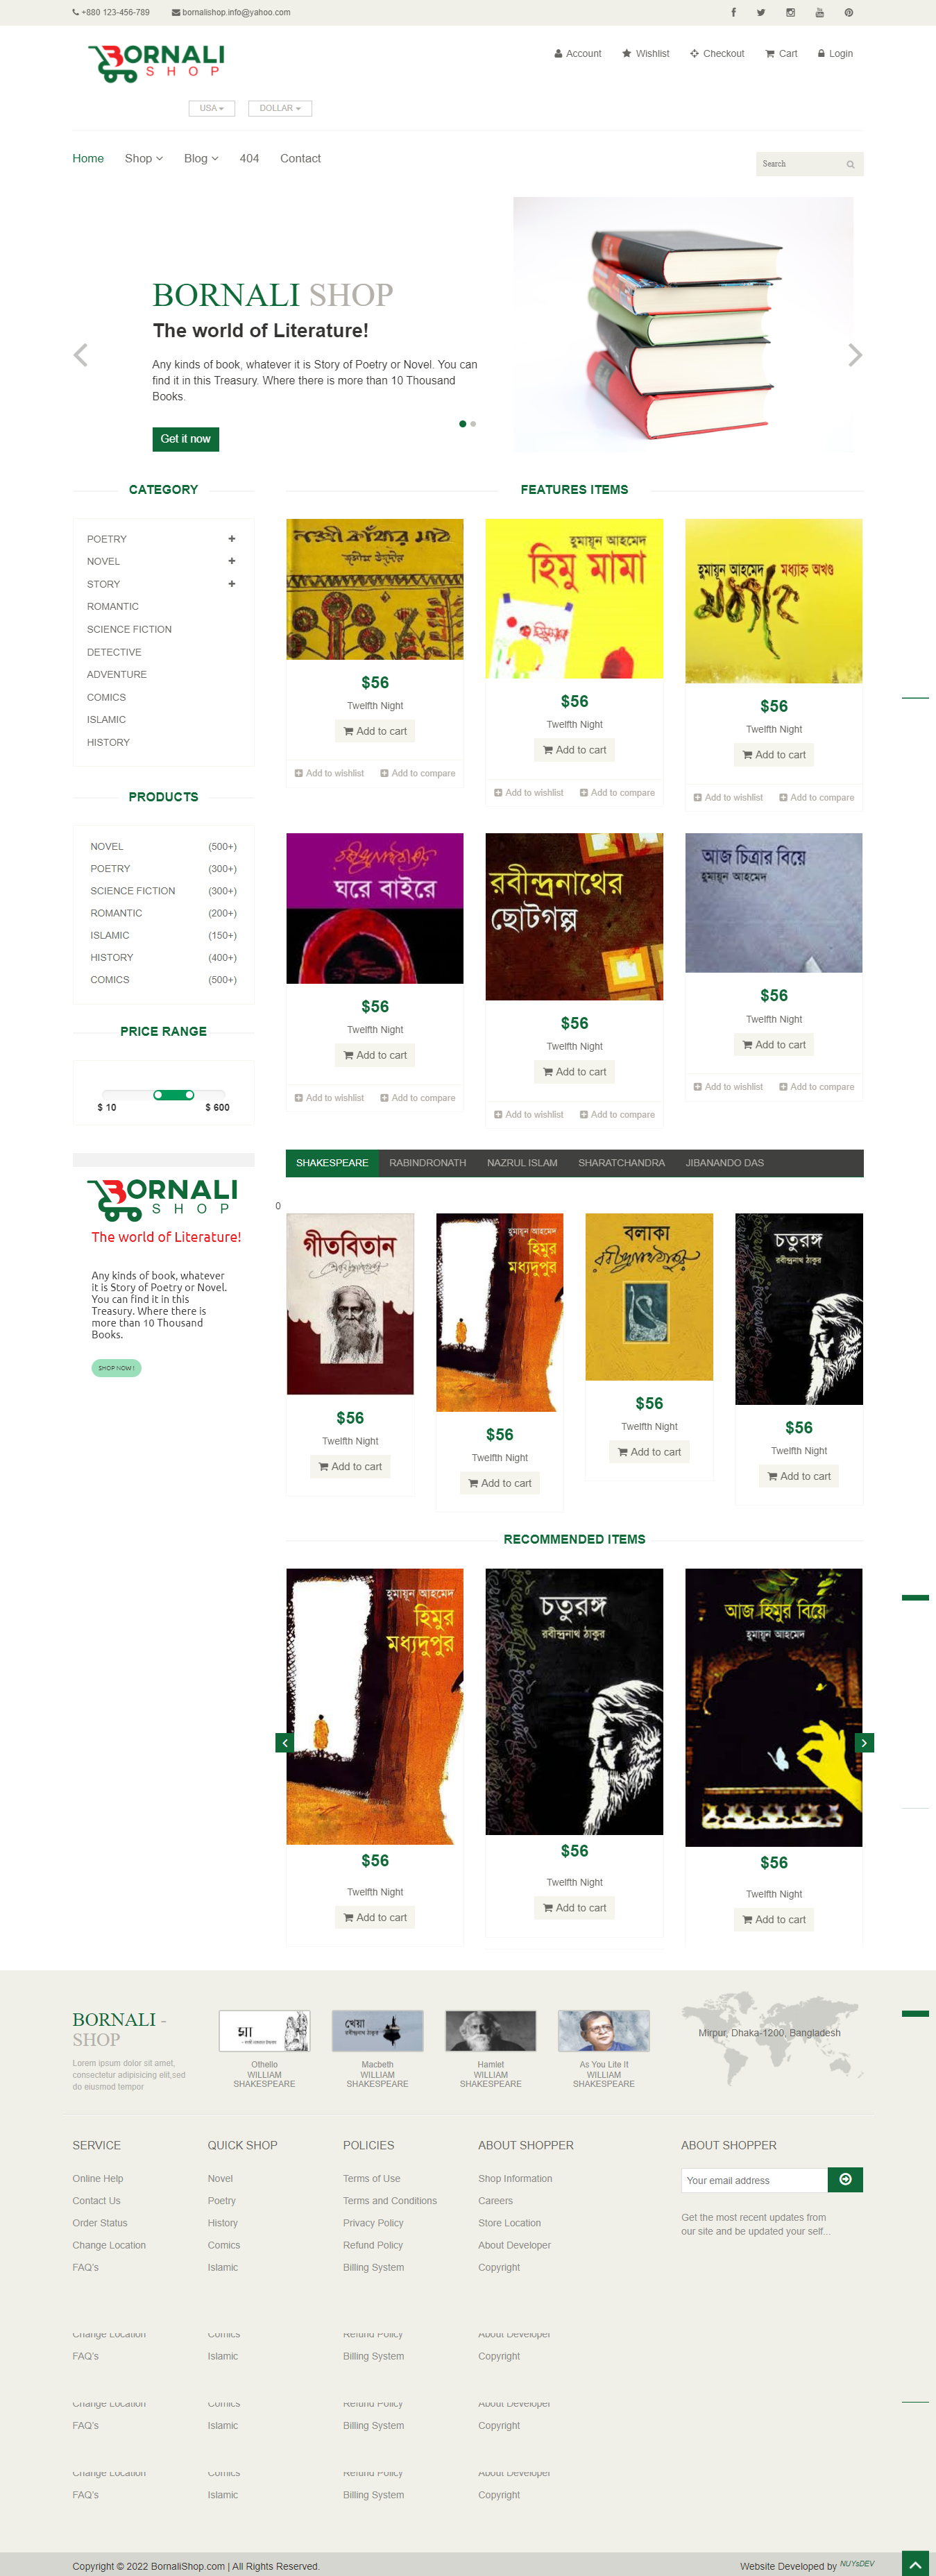 +880 123-456-789
bornalishop.info@yahoo.com
BORNALI
SHOP
Account
Wishlist
Checkout
Cart
Login
USA
DOLLAR
Home
Shop
Blog
404
Contact
Search
BORNALI SHOP
The world of Literature!
Any kinds of book, whatever it is Story of Poetry or Novel. You can
find it in this Treasury. Where there is more than 10 Thousand
Books.
Get it now
CATEGORY
POETRY
NOVEL
STORY
ROMANTIC
SCIENCE FICTION
DETECTIVE
ADVENTURE
COMICS
ISLAMIC
HISTORY
PRODUCTS
NOVEL (500+)
POETRY (300+)
SCIENCE FICTION (300+)
ROMANTIC (200+)
ISLAMIC (150+)
HISTORY (400+)
COMICS (500+)
PRICE RANGE
$ 10 $ 600
BORNALI
SHOP
The world of Literature!
Any kinds of book, whatever
it is Story of Poetry or Novel.
You can find it in this
Treasury. Where there is
more than 10 Thousand
Books.
SHOP NOW !
FEATURES ITEMS
নকশী কাঁথার মাঠ
জসীম উদ্‌দীন
$56
Twelfth Night
Add to cart
Add to wishlist Add to compare
হুমায়ূন আহমেদ
হিমু মামা
$56
Twelfth Night
Add to cart
Add to wishlist Add to compare
হুমায়ূন আহমেদ মধ্যাহ্ন অখণ্ড
মধ্যাহ্ন
$56
Twelfth Night
Add to cart
Add to wishlist Add to compare
রবীন্দ্রনাথ ঠাকুর
ঘরে বাইরে
$56
Twelfth Night
Add to cart
Add to wishlist Add to compare
রবীন্দ্রনাথের
ছোটগল্প
$56
Twelfth Night
Add to cart
Add to wishlist Add to compare
আজ চিত্রার বিয়ে
হুমায়ূন আহমেদ
$56
Twelfth Night
Add to cart
Add to wishlist Add to compare
SHAKESPEARE
RABINDRONATH
NAZRUL ISLAM
SHARATCHANDRA
JIBANANDO DAS
0
গীতবিতান
$56
Twelfth Night
Add to cart
হুমায়ূন আহমেদ
হিমুর
মধ্যদুপুর
$56
Twelfth Night
Add to cart
বলাকা
রবীন্দ্রনাথ ঠাকুর
$56
Twelfth Night
Add to cart
চতুরঙ্গ
রবীন্দ্রনাথ ঠাকুর
$56
Twelfth Night
Add to cart
RECOMMENDED ITEMS
হুমায়ূন আহমেদ
হিমুর
মধ্যদুপুর
$56
Twelfth Night
Add to cart
চতুরঙ্গ
রবীন্দ্রনাথ ঠাকুর
$56
Twelfth Night
Add to cart
আজ হিমুর বিয়ে
হুমায়ূন আহমেদ
$56
Twelfth Night
Add to cart
BORNALI -
SHOP
Lorem ipsum dolor sit amet,
consectetur adipisicing elit,sed
do eiusmod tempor
মা
Othello
WILLIAM
SHAKESPEARE
খেয়া
রবীন্দ্রনাথ ঠাকুর
Macbeth
WILLIAM
SHAKESPEARE
Hamlet
WILLIAM
SHAKESPEARE
As You Lite It
WILLIAM
SHAKESPEARE
Mirpur, Dhaka-1200, Bangladesh
SERVICE
Online Help
Contact Us
Order Status
Change Location
FAQ's
QUICK SHOP
Novel
Poetry
History
Comics
Islamic
POLICIES
Terms of Use
Terms and Conditions
Privacy Policy
Refund Policy
Billing System
ABOUT SHOPPER
Shop Information
Careers
Store Location
About Developer
Copyright
ABOUT SHOPPER
Your email address
Get the most recent updates from
our site and be updated your self...
Change Location Comics Refund Policy About Developer
FAQ's Islamic Billing System Copyright
Change Location Comics Refund Policy About Developer
FAQ's Islamic Billing System Copyright
Change Location Comics Refund Policy About Developer
FAQ's Islamic Billing System Copyright
Copyright © 2022 BornaliShop.com | All Rights Reserved.
Website Developed by NUYsDEV